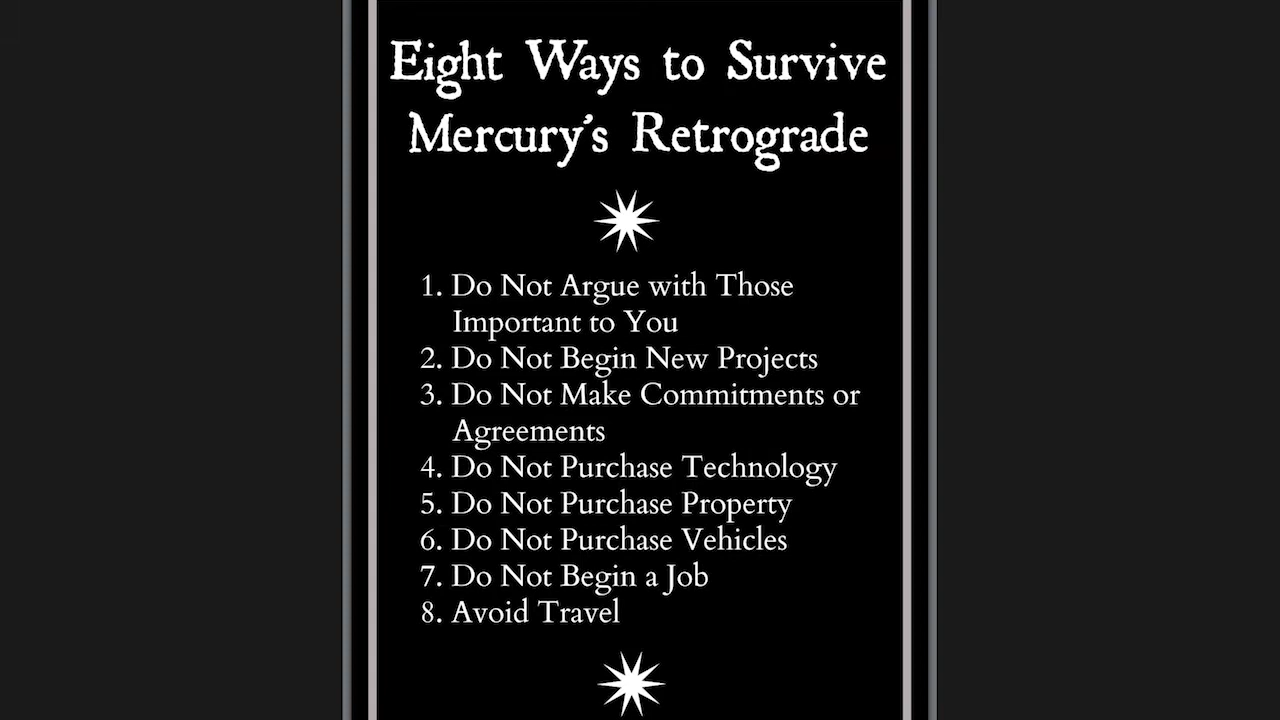 Eight Ways to Survive
Mercury's Retrograde
1. Do Not Argue with Those
Important to You
2. Do Not Begin New Projects
3. Do Not Make Commitments or
Agreements
4. Do Not Purchase Technology
5. Do Not Purchase Property
6. Do Not Purchase Vehicles
7. Do Not Begin a Job
8. Avoid Travel